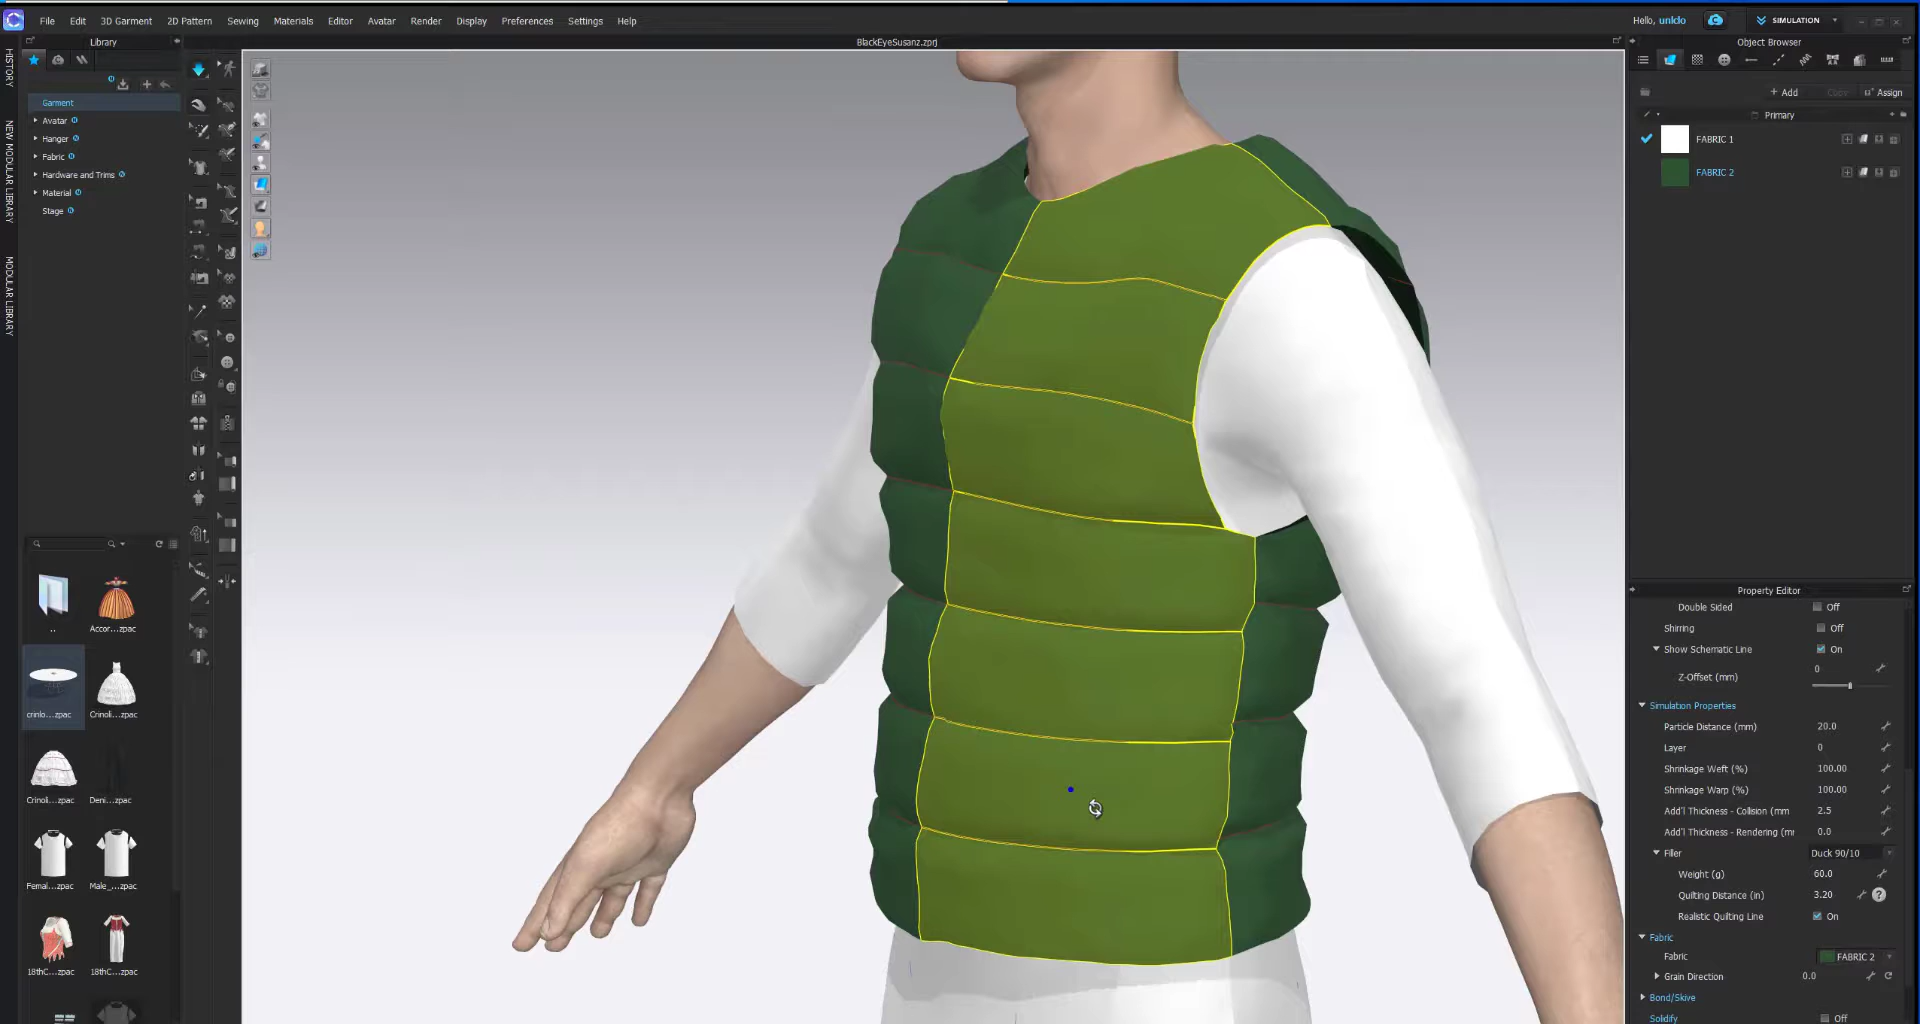 File Edit 3D Garment 2D Pattern Sewing Materials Editor Avatar Render Display Preferences Settings Help
Hello, uniclo
SIMULATION
Library
BlackEyeSusanz.zprj
Object Browser
HISTORY
NEW MODULAR LIBRARY
MODULAR LIBRARY
Garment
Avatar
Hanger
Fabric
Hardware and Trims
Material
Stage
+ Add
Copy
Assign
Primary
FABRIC 1
FABRIC 2
..
Accor...zpac
crinlo...zpac
Crinoli...zpac
Crinoli...zpac
Deni...zpac
Femal...zpac
Male_...zpac
18thC...zpac
18thC...zpac
Property Editor
Double Sided Off
Shirring Off
Show Schematic Line On
0
Z-Offset (mm)
Simulation Properties
Particle Distance (mm) 20.0
Layer 0
Shrinkage Weft (%) 100.00
Shrinkage Warp (%) 100.00
Add'l Thickness - Collision (mm 2.5
Add'l Thickness - Rendering (mr 0.0
Filler Duck 90/10
Weight (g) 60.0
Quilting Distance (in) 3.20 ?
Realistic Quilting Line On
Fabric
Fabric FABRIC 2
Grain Direction 0.0
Bond/Skive
Solidify Off